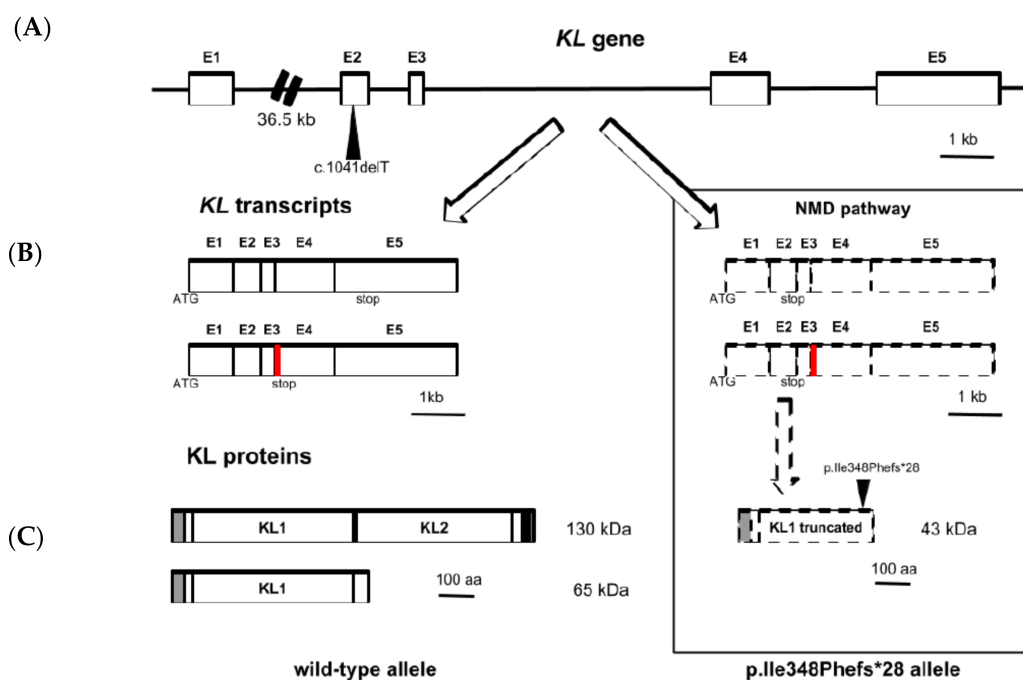 (A)
KL gene
E1 E2 E3 E4 E5
36.5 kb
c.1041delT
1 kb
KL transcripts
NMD pathway
(B)
E1 E2 E3 E4 E5
E1 E2 E3 E4 E5
ATG stop
ATG stop
E1 E2 E3 E4 E5
E1 E2 E3 E4 E5
ATG stop
ATG stop
1kb
1 kb
KL proteins
p.Ile348Phefs*28
(C)
KL1 KL2 130 kDa
KL1 truncated 43 kDa
KL1 100 aa 65 kDa
100 aa
wild-type allele
p.Ile348Phefs*28 allele